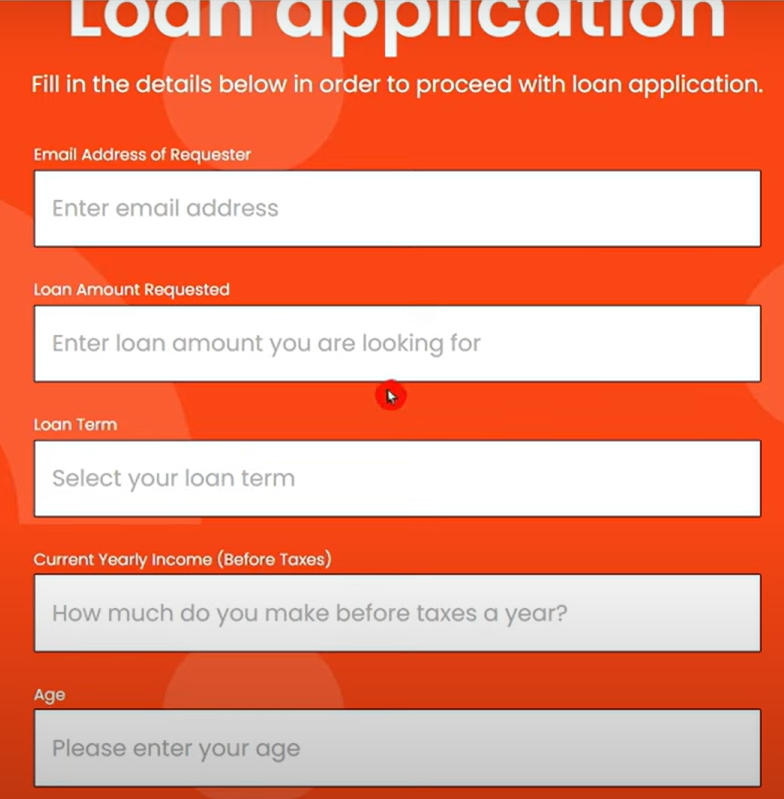 Loan application
Fill in the details below in order to proceed with loan application.
Email Address of Requester
Enter email address
Loan Amount Requested
Enter loan amount you are looking for
Loan Term
Select your loan term
Current Yearly Income (Before Taxes)
How much do you make before taxes a year?
Age
Please enter your age